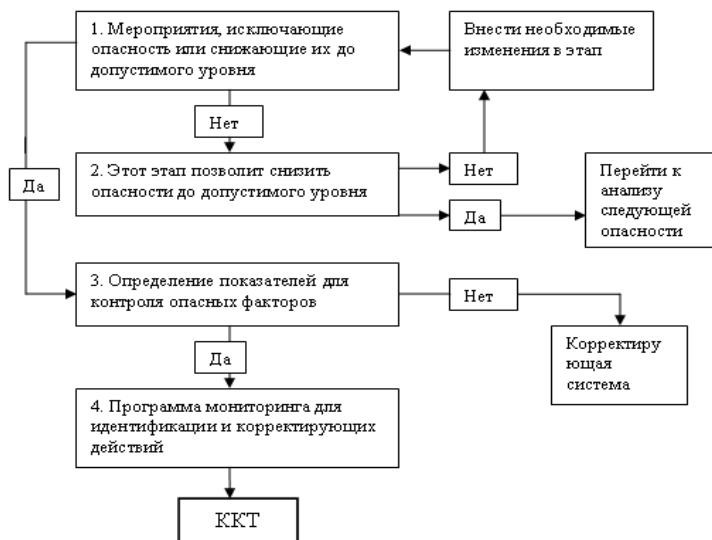 1. Мероприятия, исключающие
опасность или снижающие их до
допустимого уровня
Внести необходимые
изменения в этап
Нет
2. Этот этап позволит снизить
опасности до допустимого уровня
Нет
Да
Да
Перейти к
анализу
следующей
опасности
3. Определение показателей для
контроля опасных факторов
Нет
Да
Корректиру
ющая
система
4. Программа мониторинга для
идентификации и корректирующих
действий
ККТ